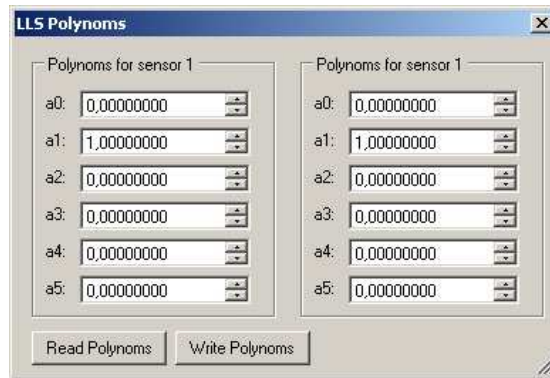 LLS Polynoms
Polynoms for sensor 1
a0: 0,00000000
a1: 1,00000000
a2: 0,00000000
a3: 0,00000000
a4: 0,00000000
a5: 0,00000000
Polynoms for sensor 1
a0: 0,00000000
a1: 1,00000000
a2: 0,00000000
a3: 0,00000000
a4: 0,00000000
a5: 0,00000000
Read Polynoms
Write Polynoms